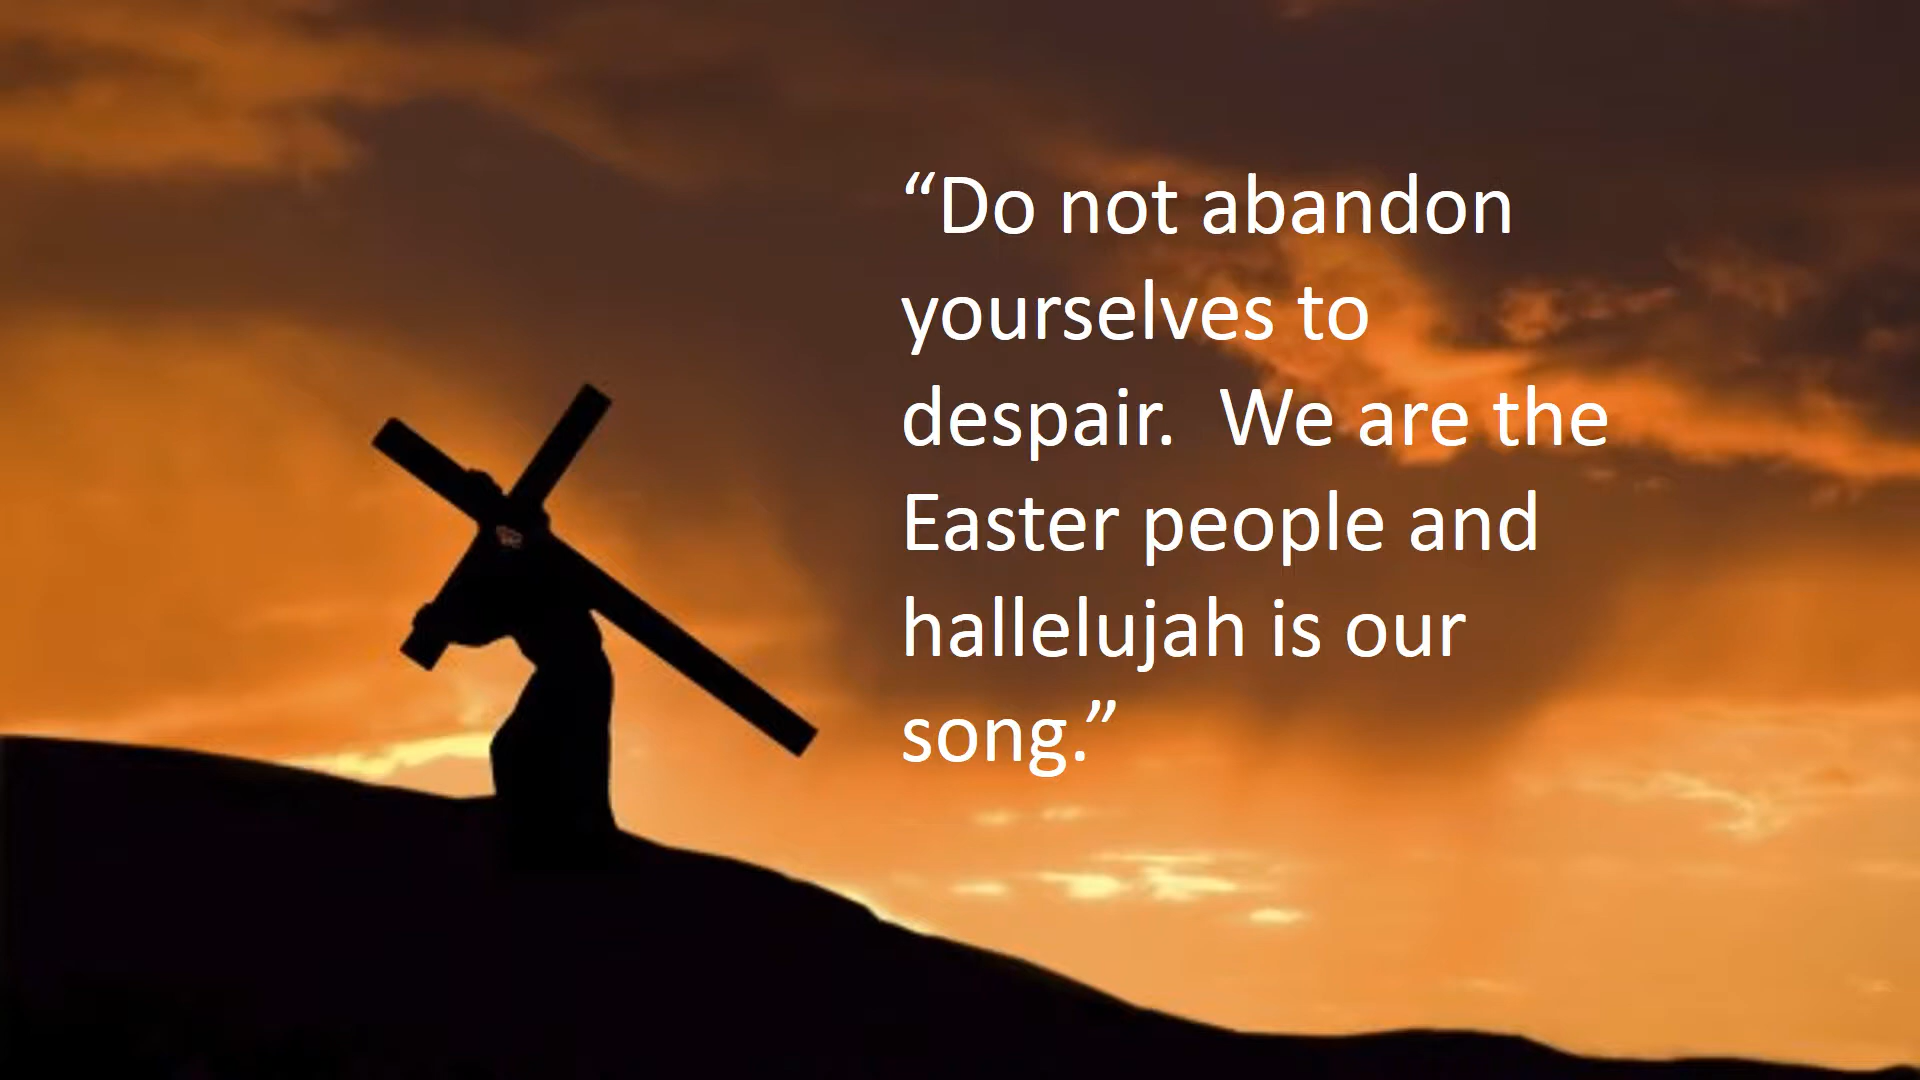 “Do not abandon
yourselves to
despair.  We are the
Easter people and
hallelujah is our
song.”